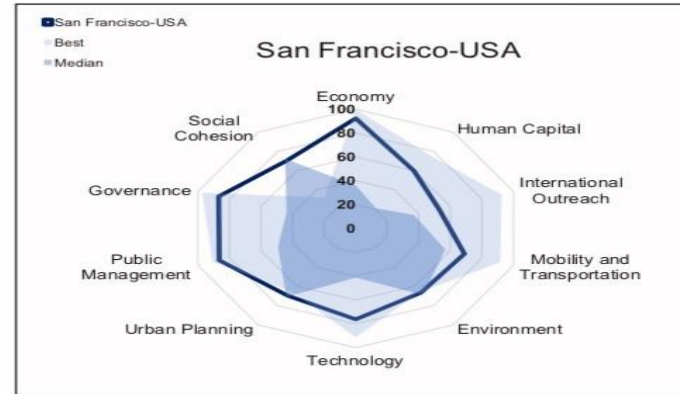 San Francisco-USA
Best
Median
San Francisco-USA
Economy
Human Capital
International
Outreach
Mobility and
Transportation
Environment
Technology
Urban Planning
Public
Management
Governance
Social
Cohesion
100
80
60
40
20
0